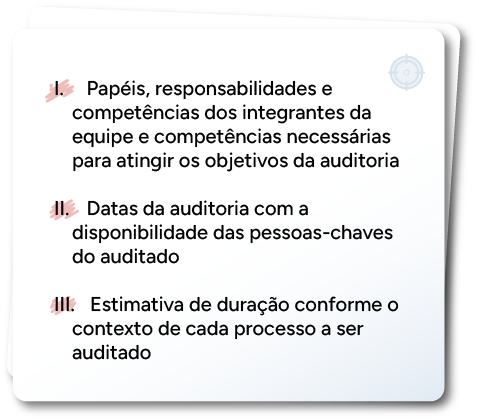 I. Papéis, responsabilidades e
competências dos integrantes da
equipe e competências necessárias
para atingir os objetivos da auditoria
II. Datas da auditoria com a
disponibilidade das pessoas-chaves
do auditado
III. Estimativa de duração conforme o
contexto de cada processo a ser
auditado